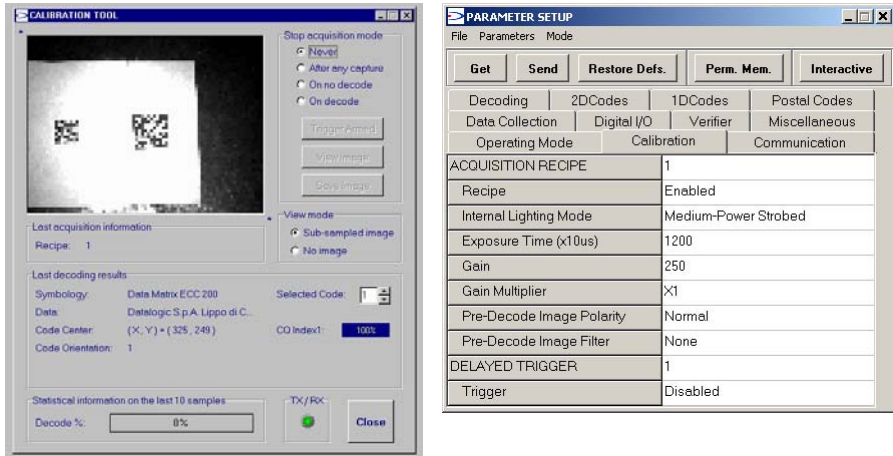 CALIBRATION TOOL
Stop acquisition mode
Never
After any capture
On no decode
On decode
Trigger Armed
View Image
Save Image
Last acquisition information
Recipe: 1
View mode
Sub-sampled image
No image
Last decoding results
Symbology: Data Matrix ECC 200
Selected Code: 1
Data: Datalogic S.p.A. Lippo di C...
Code Center: (X,Y) = (325, 249)
CQ Index1: 100%
Code Orientation: 1
Statistical information on the last 10 samples
Decode %: 0%
TX/RX
Close
PARAMETER SETUP
File Parameters Mode
Get Send Restore Defs. Perm. Mem. Interactive
Decoding 2DCodes 1DCodes Postal Codes
Data Collection Digital I/O Verifier Miscellaneous
Operating Mode Calibration Communication
ACQUISITION RECIPE 1
Recipe Enabled
Internal Lighting Mode Medium-Power Strobed
Exposure Time (x10us) 1200
Gain 250
Gain Multiplier X1
Pre-Decode Image Polarity Normal
Pre-Decode Image Filter None
DELAYED TRIGGER 1
Trigger Disabled